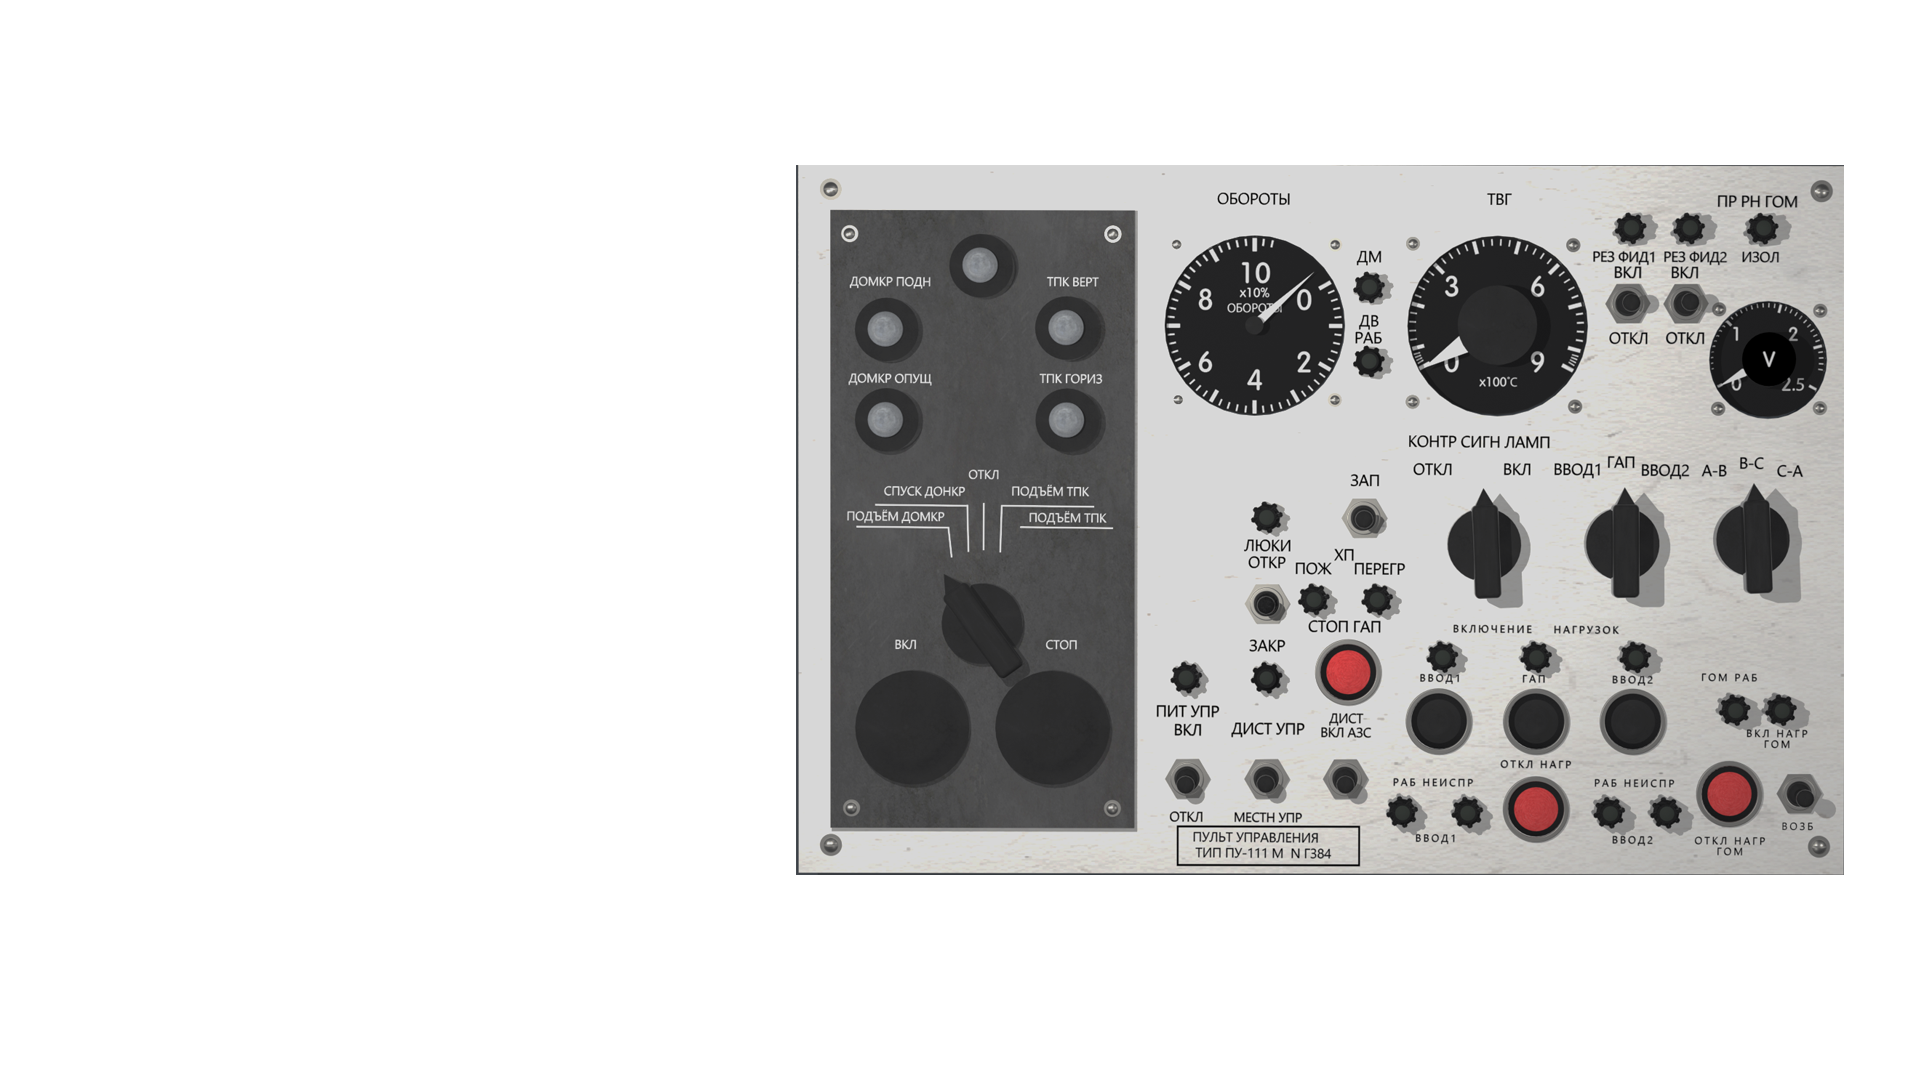 ДОМКР ПОДН
ТПК ВЕРТ
ДОМКР ОПУЩ
ТПК ГОРИЗ
ОТКЛ
СПУСК ДОНКР
ПОДЪЁМ ТПК
ПОДЪЁМ ДОМКР
ПОДЪЁМ ТПК
ВКЛ
СТОП
ОБОРОТЫ
10
x10%
ОБОРОТЫ
8
0
6
2
4
ДМ
ДВ
РАБ
ТВГ
3
6
0
9
x100°C
ПР РН ГОМ
РЕЗ ФИД1
ВКЛ
РЕЗ ФИД2
ВКЛ
ИЗОЛ
ОТКЛ
ОТКЛ
1
2
V
0
2.5
КОНТР СИГН ЛАМП
ОТКЛ
ВКЛ
ВВОД1
ГАП
ВВОД2
А-В
В-С
С-А
ЗАП
ЛЮКИ
ОТКР
ХП
ПОЖ
ПЕРЕГР
СТОП ГАП
ЗАКР
ПИТ УПР
ВКЛ
ДИСТ УПР
ДИСТ
ВКЛ АЗС
ОТКЛ
МЕСТН УПР
ВКЛЮЧЕНИЕ НАГРУЗОК
ВВОД1
ГАП
ВВОД2
ГОМ РАБ
ВКЛ НАГР
ГОМ
ОТКЛ НАГР
РАБ НЕИСПР
РАБ НЕИСПР
ВВОД1
ВВОД2
ОТКЛ НАГР
ГОМ
ВОЗБ
ПУЛЬТ УПРАВЛЕНИЯ
ТИП ПУ-111 М N Г384